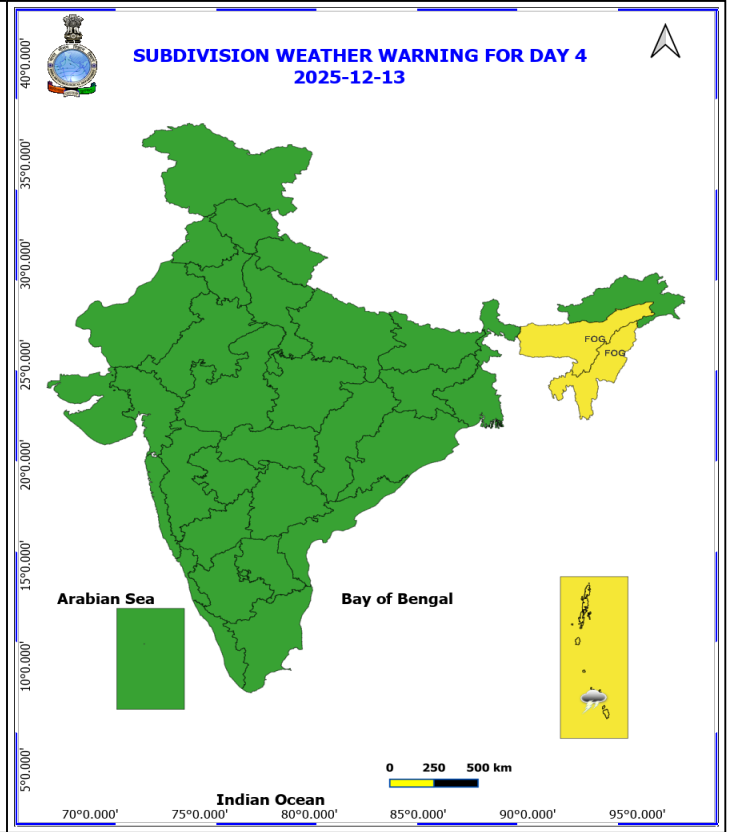 SUBDIVISION WEATHER WARNING FOR DAY 4
2025-12-13
40°0.000'
35°0.000'
30°0.000'
25°0.000'
20°0.000'
15°0.000'
10°0.000'
5°0.000'
FOG
FOG
Arabian Sea
Bay of Bengal
0 250 500 km
Indian Ocean
70°0.000' 75°0.000' 80°0.000' 85°0.000' 90°0.000' 95°0.000'